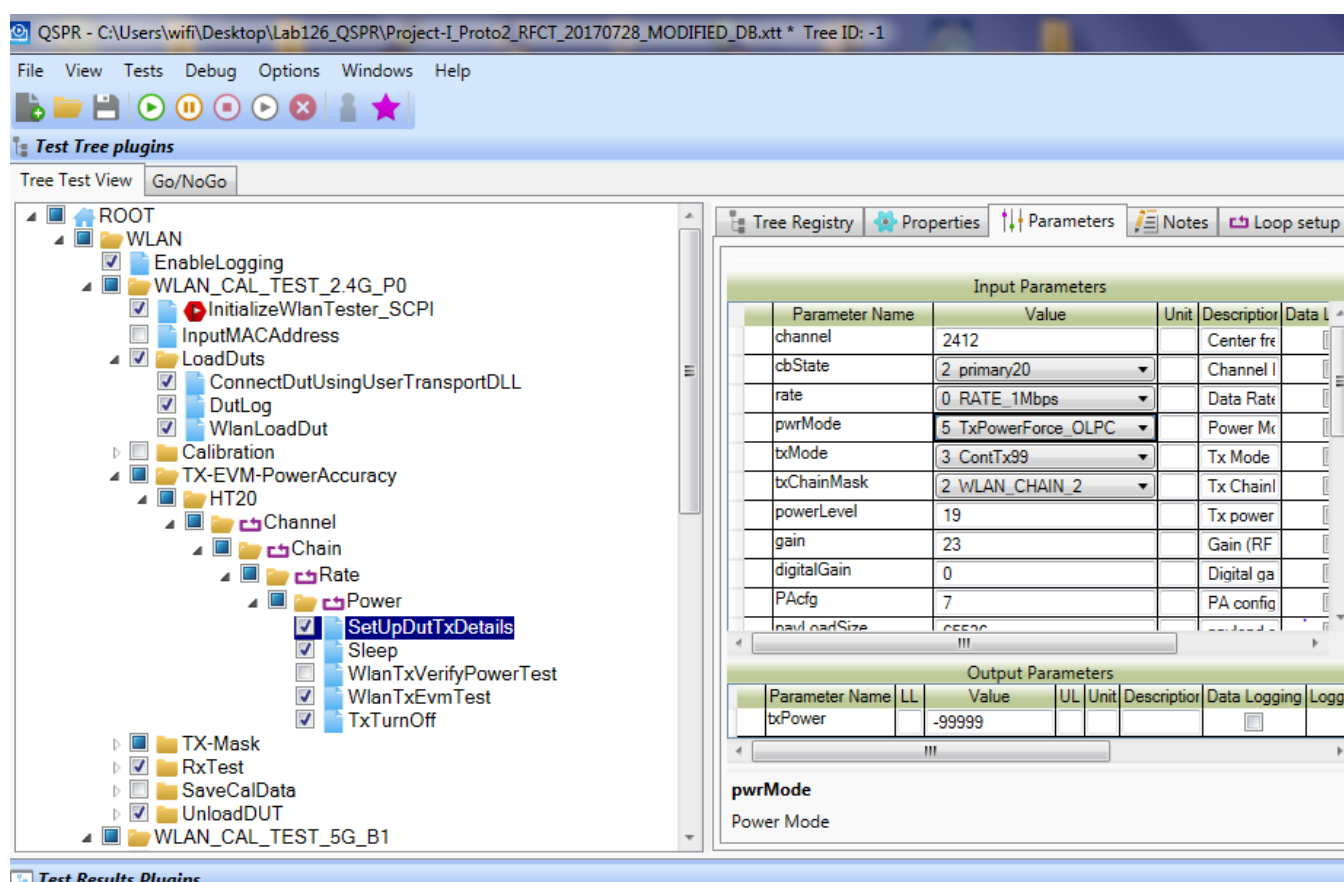 QSPR - C:\Users\wifi\Desktop\Lab126_QSPR\Project-I_Proto2_RFCT_20170728_MODIFIED_DB.xtt * Tree ID: -1
File View Tests Debug Options Windows Help
Test Tree plugins
Tree Test View Go/NoGo
ROOT
WLAN
EnableLogging
WLAN_CAL_TEST_2.4G_P0
InitializeWlanTester_SCPI
InputMACAddress
LoadDuts
ConnectDutUsingUserTransportDLL
DutLog
WlanLoadDut
Calibration
TX-EVM-PowerAccuracy
HT20
Channel
Chain
Rate
Power
SetUpDutTxDetails
Sleep
WlanTxVerifyPowerTest
WlanTxEvmTest
TxTurnOff
TX-Mask
RxTest
SaveCalData
UnloadDUT
WLAN_CAL_TEST_5G_B1
Tree Registry Properties Parameters Notes Loop setup
Input Parameters
Parameter Name Value Unit Description Data L
channel 2412 Center fre
cbState 2 primary20 Channel
rate 0 RATE_1Mbps Data Rate
pwrMode 5 TxPowerForce_OLPC Power Mo
txMode 3 ContTx99 Tx Mode
txChainMask 2 WLAN_CHAIN_2 Tx Chain
powerLevel 19 Tx power
gain 23 Gain (RF
digitalGain 0 Digital ga
PAcfg 7 PA config
payLoadSize 65536
Output Parameters
Parameter Name LL Value UL Unit Description Data Logging Logg
txPower -99999
pwrMode
Power Mode
Test Results Plugins